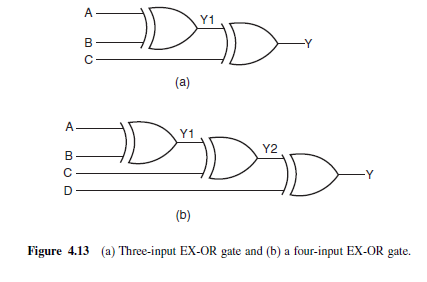 A
Y1
B
Y
C
(a)
A
Y1
B
Y2
C
Y
D
(b)
Figure 4.13 (a) Three-input EX-OR gate and (b) a four-input EX-OR gate.